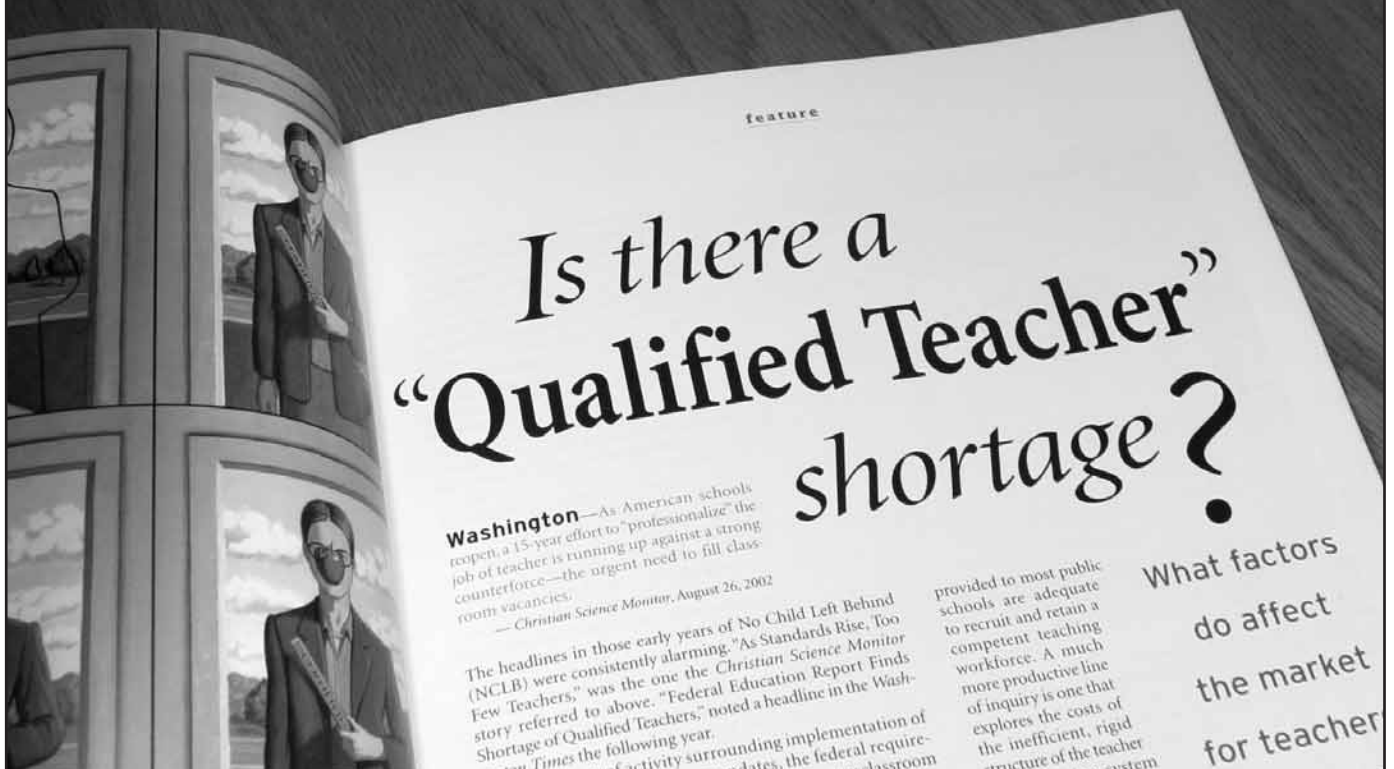 feature
Is there a
“Qualified Teacher”
shortage?
Washington—As American schools
reopen, a 15-year effort to “professionalize” the
job of teacher is running up against a strong
counterforce—the urgent need to fill class-
room vacancies.
— Christian Science Monitor, August 26, 2002
The headlines in those early years of No Child Left Behind
(NCLB) were consistently alarming. “As Standards Rise, Too
Few Teachers,” was the one the Christian Science Monitor
story referred to above. “Federal Education Report Finds
Shortage of Qualified Teachers,” noted a headline in the Wash-
Times the following year.
activity surrounding implementation of
the federal require-
classroom
provided to most public
schools are adequate
to recruit and retain a
competent teaching
workforce. A much
more productive line
of inquiry is one that
explores the costs of
the inefficient, rigid
structure of the teacher
system
What factors
do affect
the market
for teachers